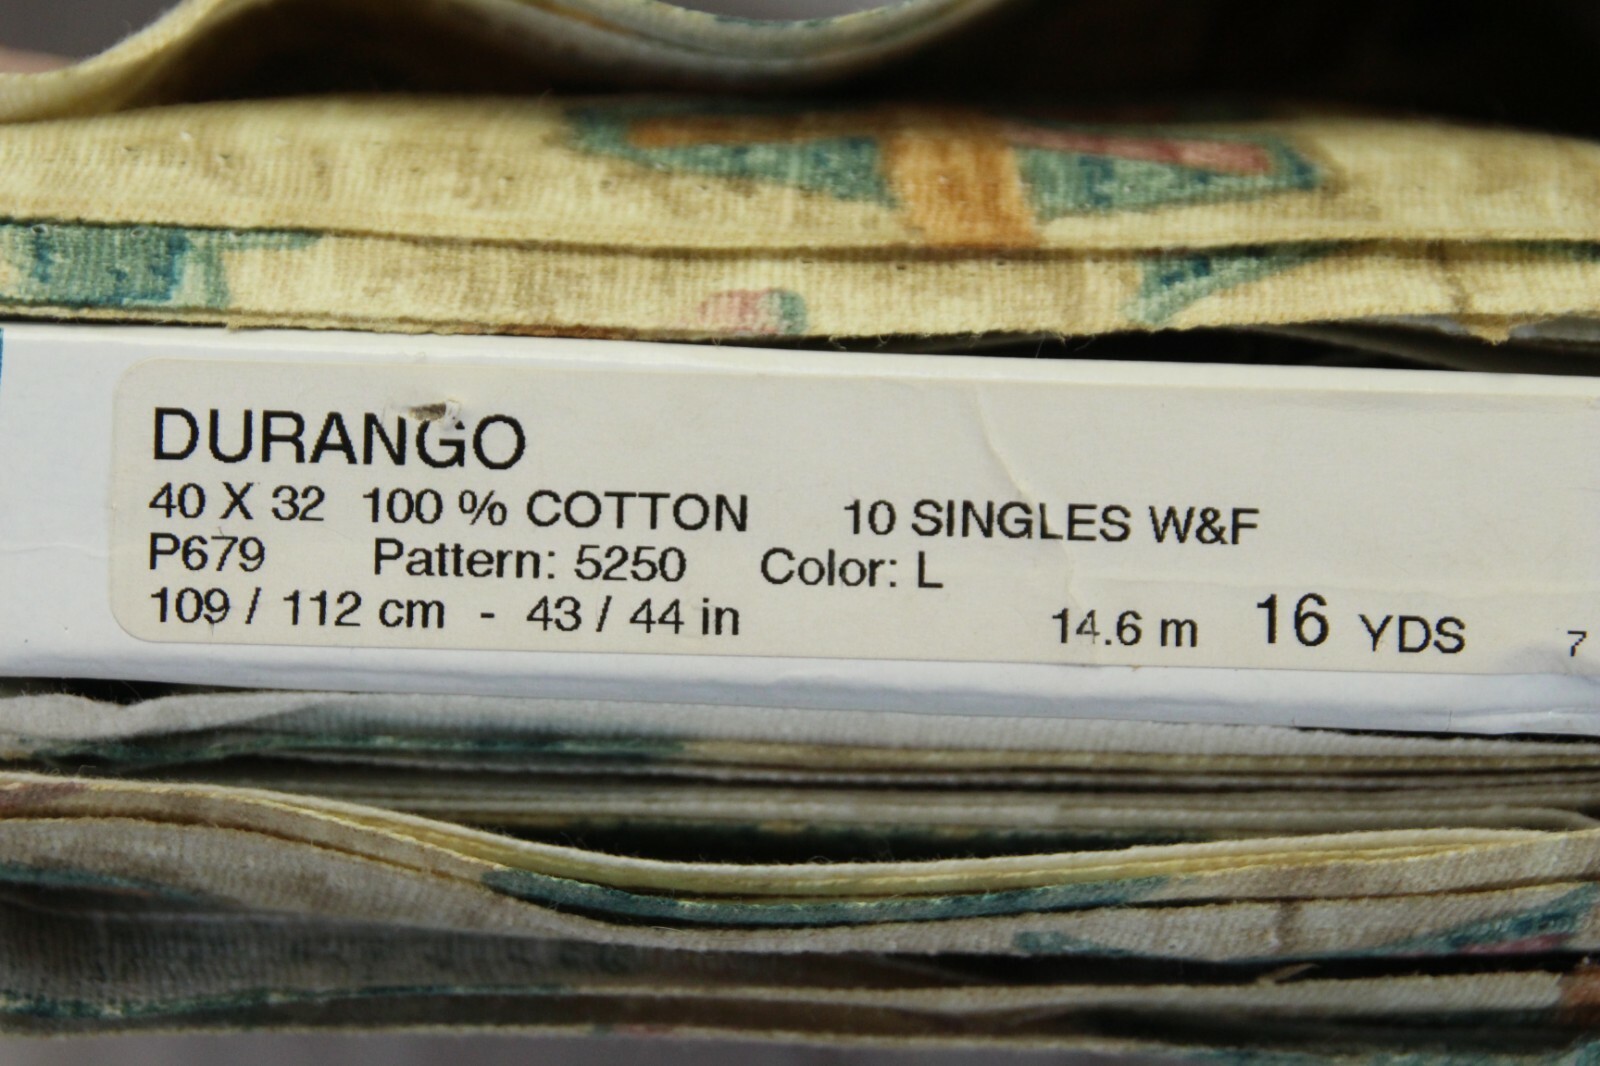 DURANGO
40 X 32 100 % COTTON 10 SINGLES W&F
P679 Pattern: 5250 Color: L
109 / 112 cm - 43 / 44 in 14.6 m 16 YDS 7